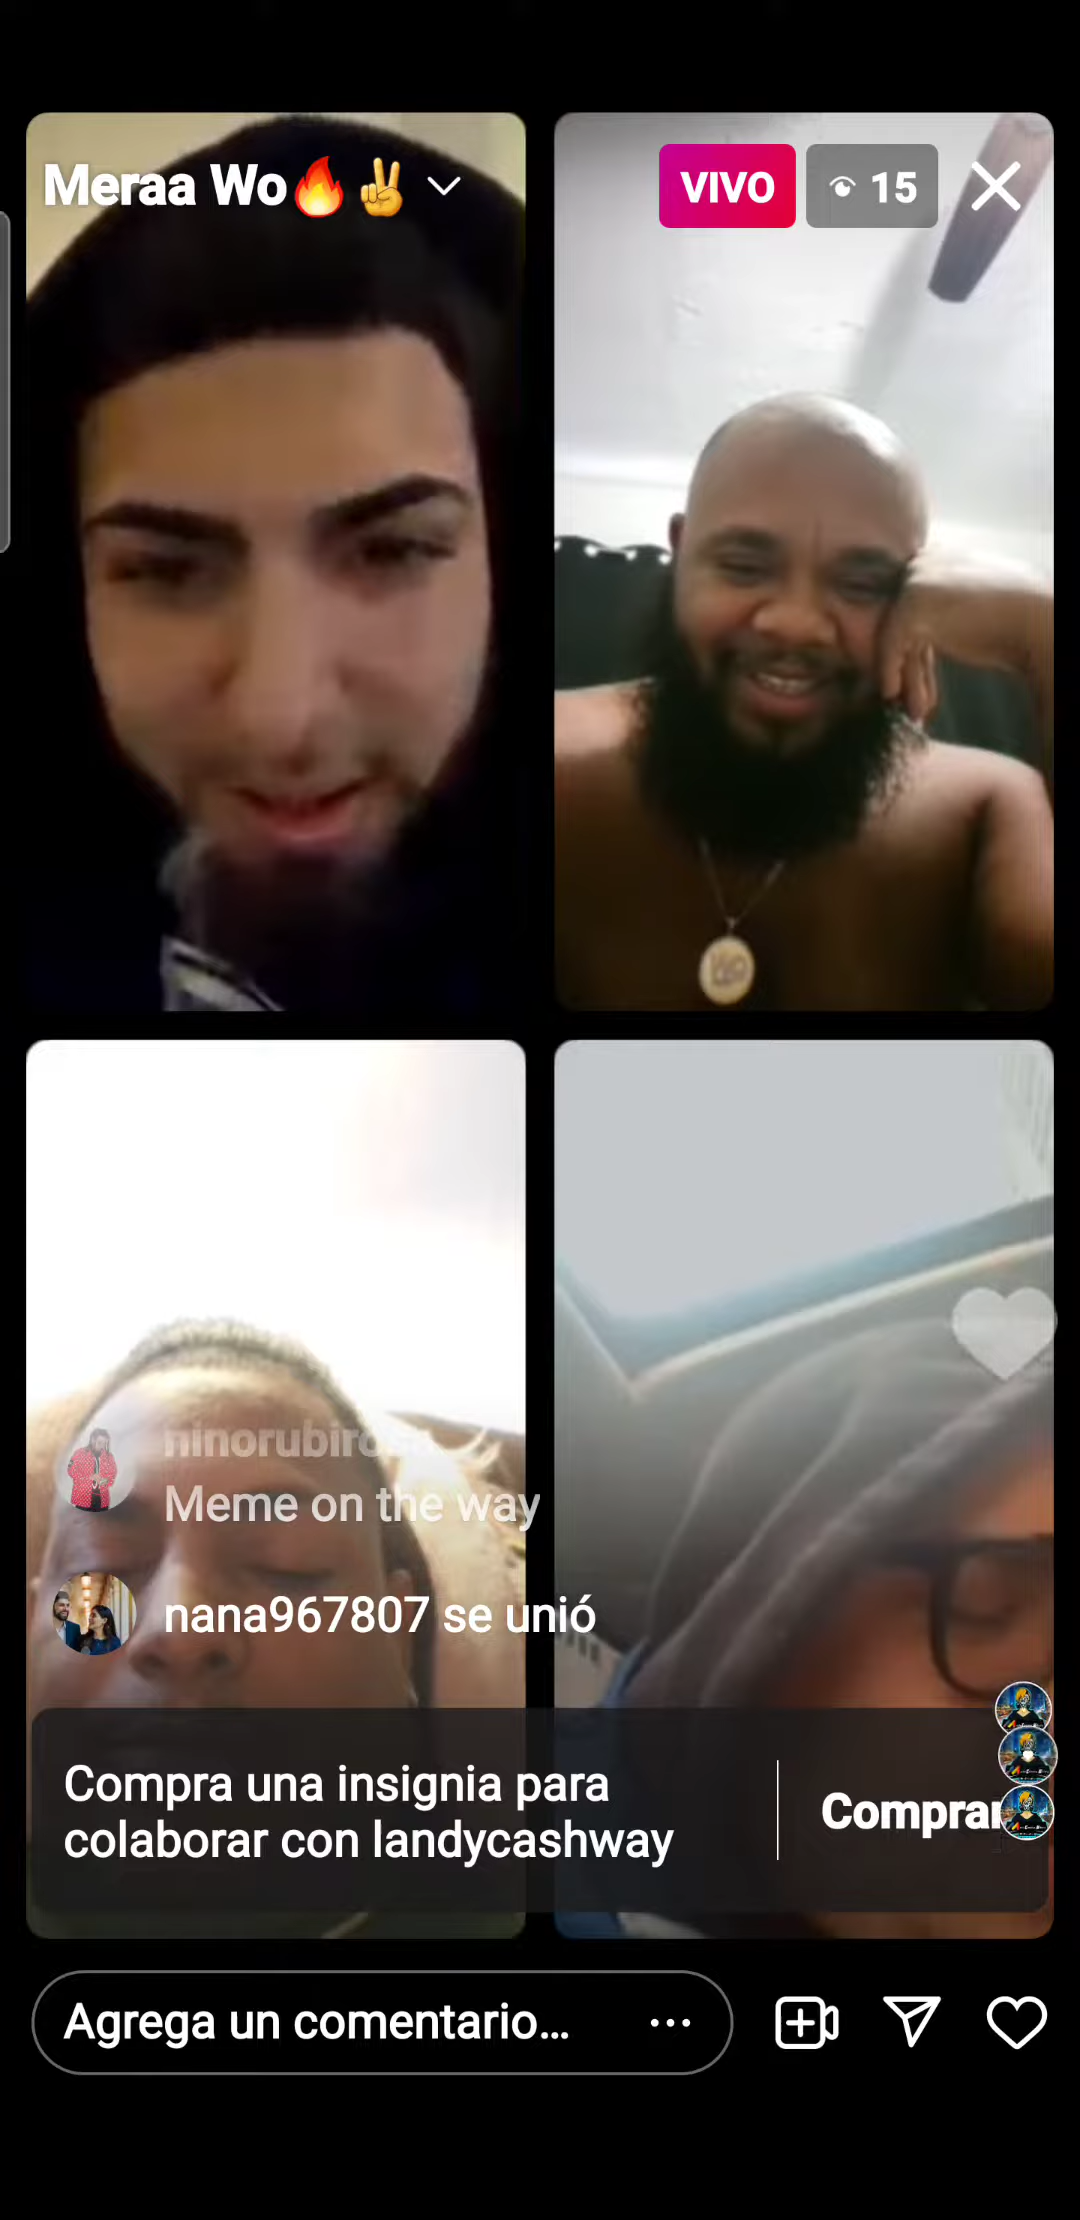 Meraa Wo🔥✌️
VIVO
15
Meme on the way
nana967807 se unió
Compra una insignia para
colaborar con landycashway
Comprar
Agrega un comentario...